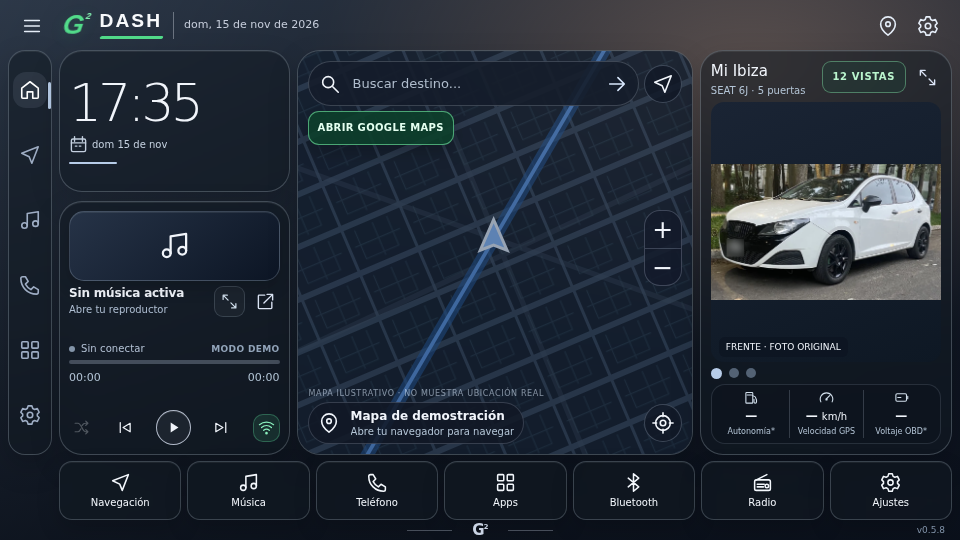 G² DASH
dom, 15 de nov de 2026
17:35
dom 15 de nov
Sin música activa
Abre tu reproductor
Sin conectar
MODO DEMO
00:00
00:00
Buscar destino...
ABRIR GOOGLE MAPS
+
−
MAPA ILUSTRATIVO · NO MUESTRA UBICACIÓN REAL
Mapa de demostración
Abre tu navegador para navegar
Mi Ibiza
SEAT 6J · 5 puertas
12 VISTAS
FRENTE · FOTO ORIGINAL
—
Autonomía*
— km/h
Velocidad GPS
—
Voltaje OBD*
Navegación
Música
Teléfono
Apps
Bluetooth
Radio
Ajustes
G²
v0.5.8